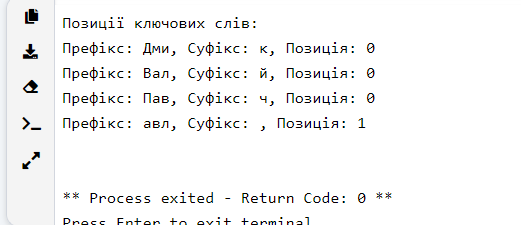 Позиції ключових слів:
Префікс: Дми, Суфікс: к, Позиція: 0
Префікс: Вал, Суфікс: й, Позиція: 0
Префікс: Пав, Суфікс: ч, Позиція: 0
Префікс: авл, Суфікс: , Позиція: 1
** Process exited - Return Code: 0 **
Press Enter to exit terminal